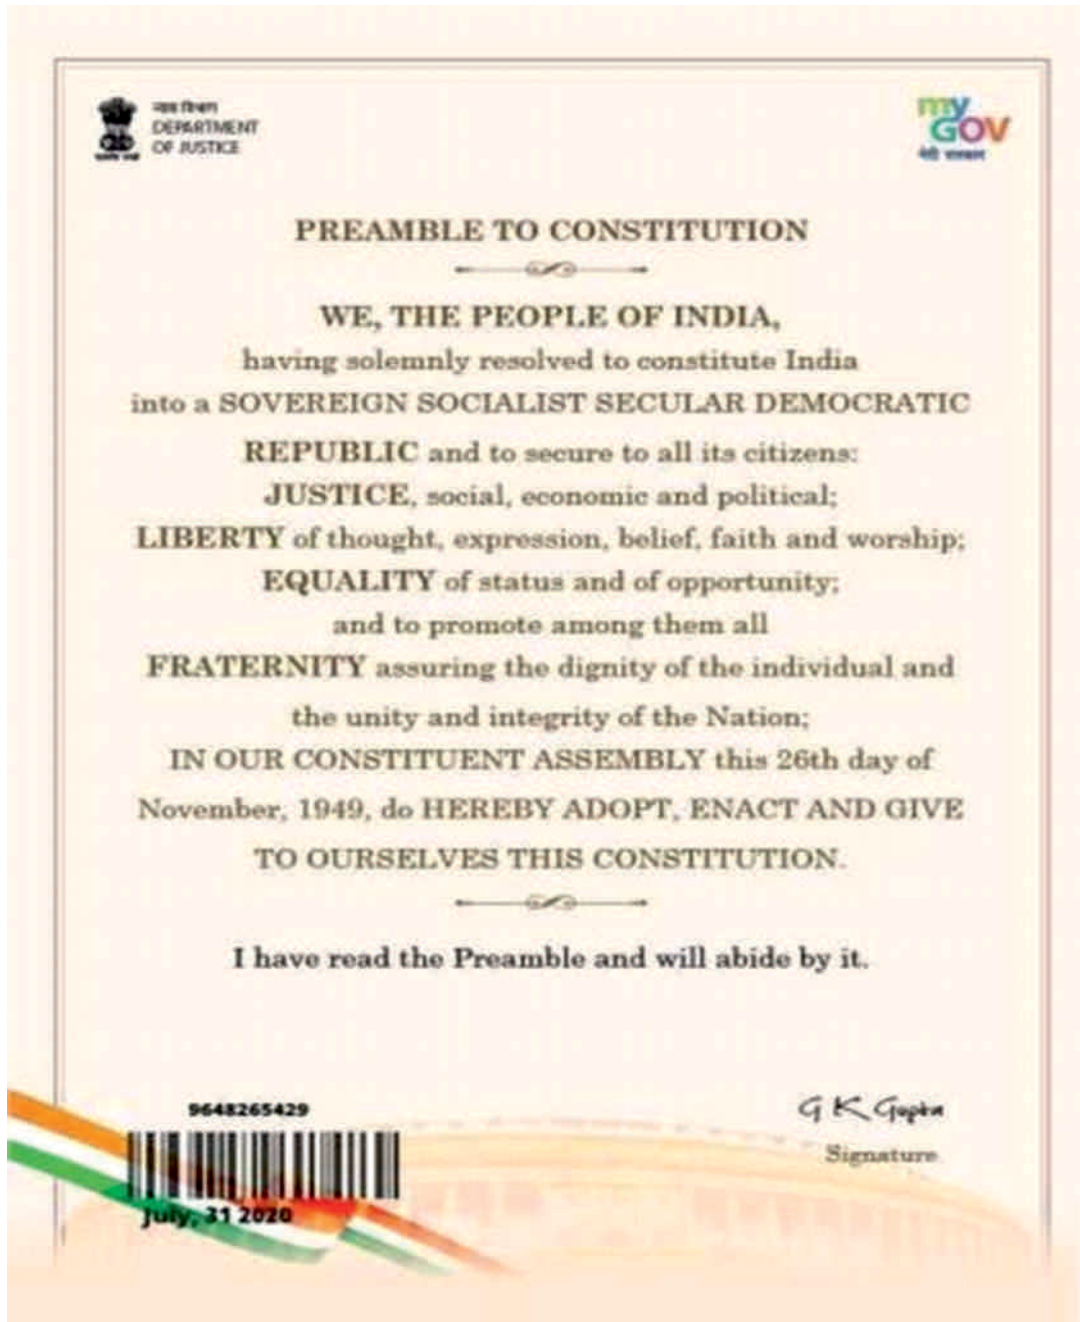 न्याय विभाग
DEPARTMENT
OF JUSTICE
my
GOV
मेरी सरकार
PREAMBLE TO CONSTITUTION
WE, THE PEOPLE OF INDIA,
having solemnly resolved to constitute India
into a SOVEREIGN SOCIALIST SECULAR DEMOCRATIC
REPUBLIC and to secure to all its citizens:
JUSTICE, social, economic and political;
LIBERTY of thought, expression, belief, faith and worship;
EQUALITY of status and of opportunity;
and to promote among them all
FRATERNITY assuring the dignity of the individual and
the unity and integrity of the Nation;
IN OUR CONSTITUENT ASSEMBLY this 26th day of
November, 1949, do HEREBY ADOPT, ENACT AND GIVE
TO OURSELVES THIS CONSTITUTION.
I have read the Preamble and will abide by it.
9648265429
July, 31 2020
G K Gupta
Signature